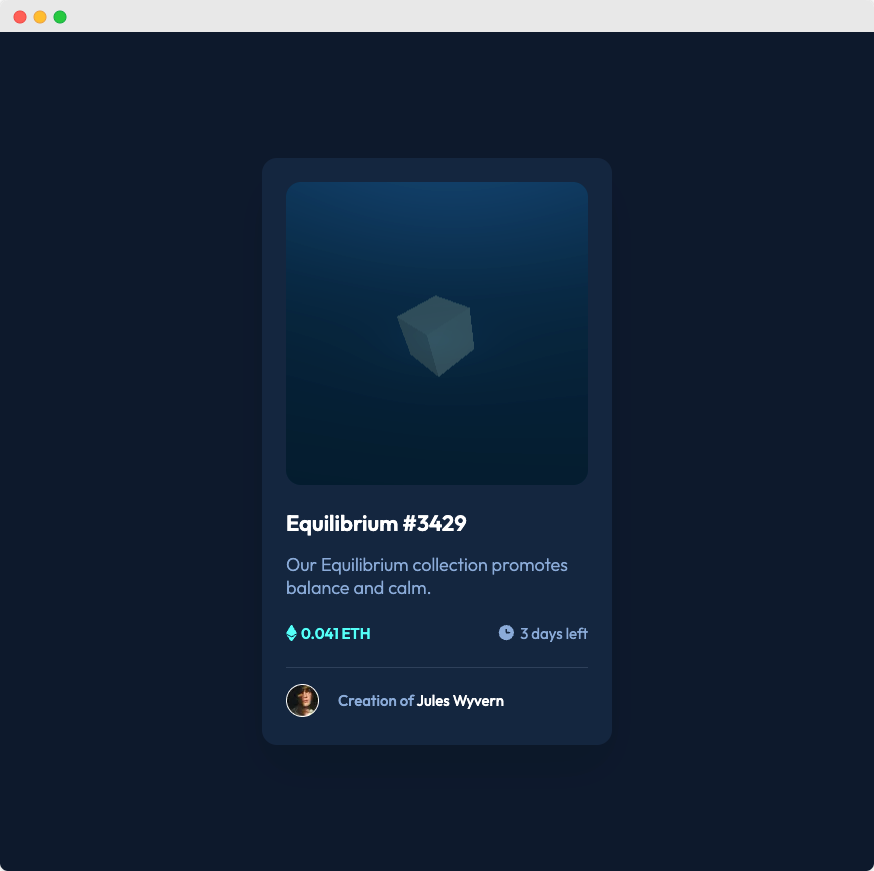 Equilibrium #3429
Our Equilibrium collection promotes
balance and calm.
0.041 ETH 3 days left
Creation of Jules Wyvern